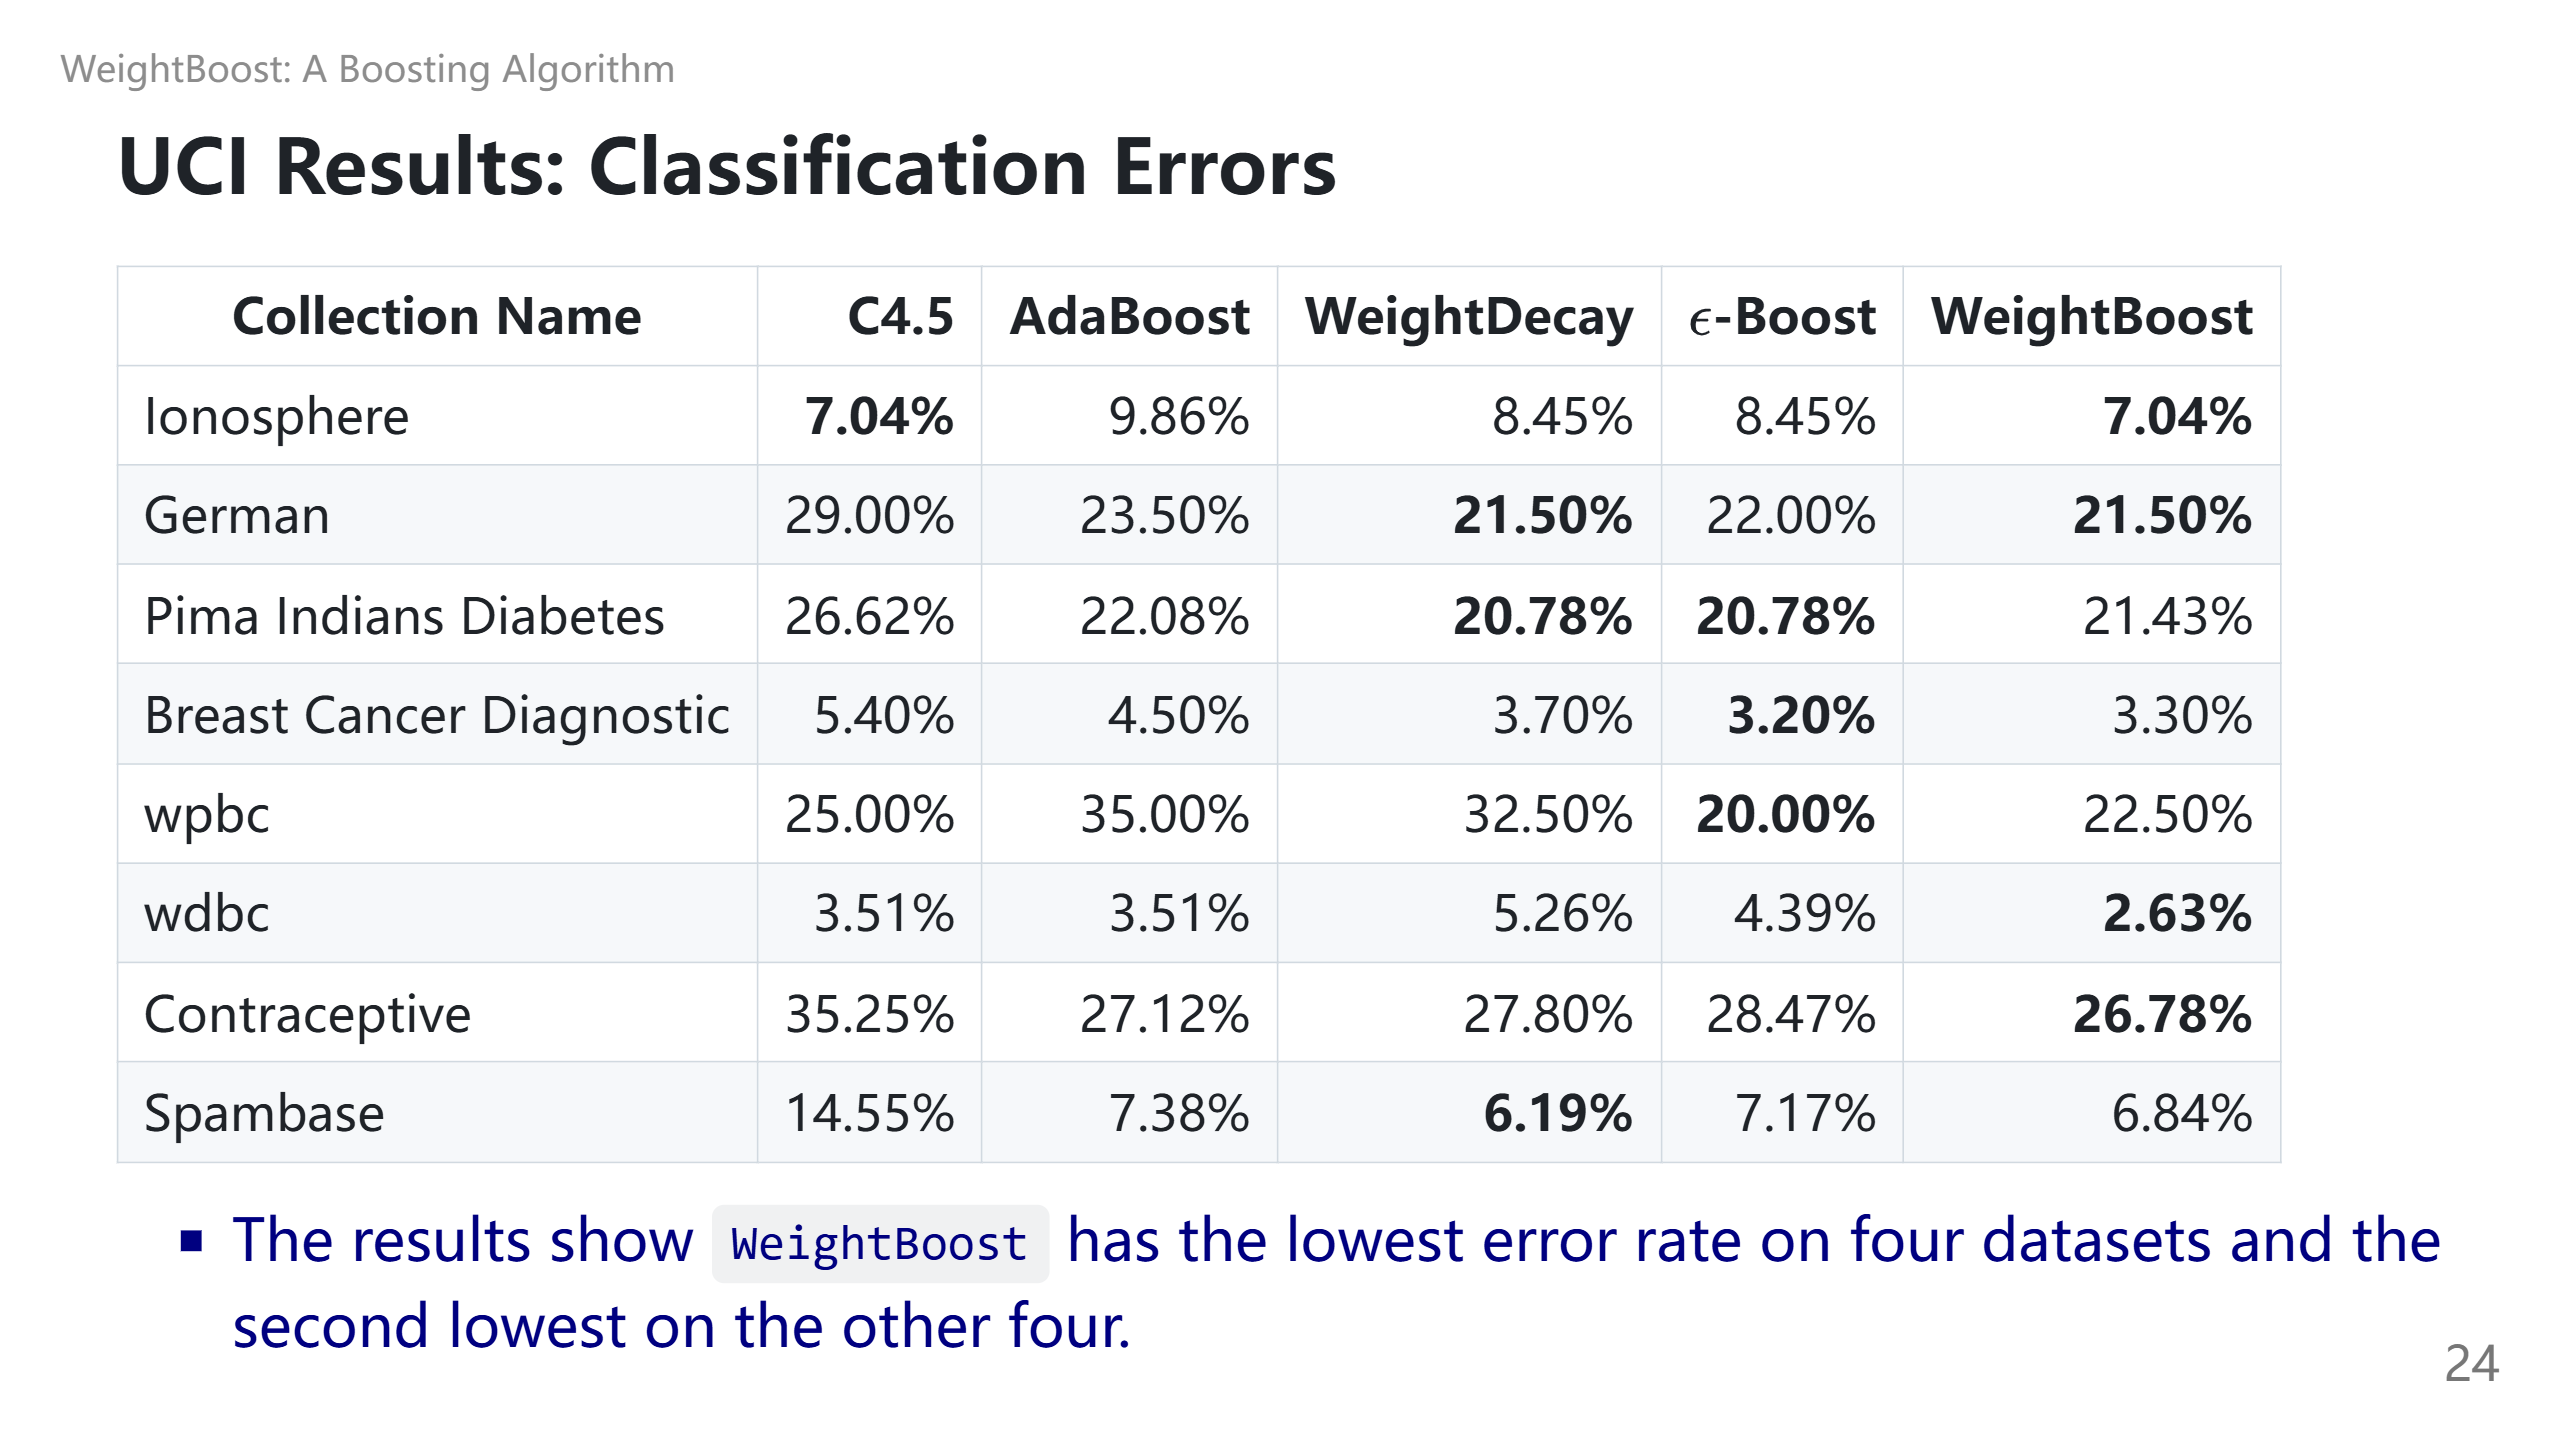 WeightBoost: A Boosting Algorithm
UCI Results: Classification Errors
Collection Name C4.5 AdaBoost WeightDecay ϵ-Boost WeightBoost
Ionosphere 7.04% 9.86% 8.45% 8.45% 7.04%
German 29.00% 23.50% 21.50% 22.00% 21.50%
Pima Indians Diabetes 26.62% 22.08% 20.78% 20.78% 21.43%
Breast Cancer Diagnostic 5.40% 4.50% 3.70% 3.20% 3.30%
wpbc 25.00% 35.00% 32.50% 20.00% 22.50%
wdbc 3.51% 3.51% 5.26% 4.39% 2.63%
Contraceptive 35.25% 27.12% 27.80% 28.47% 26.78%
Spambase 14.55% 7.38% 6.19% 7.17% 6.84%
▪ The results show WeightBoost has the lowest error rate on four datasets and the
second lowest on the other four.
24